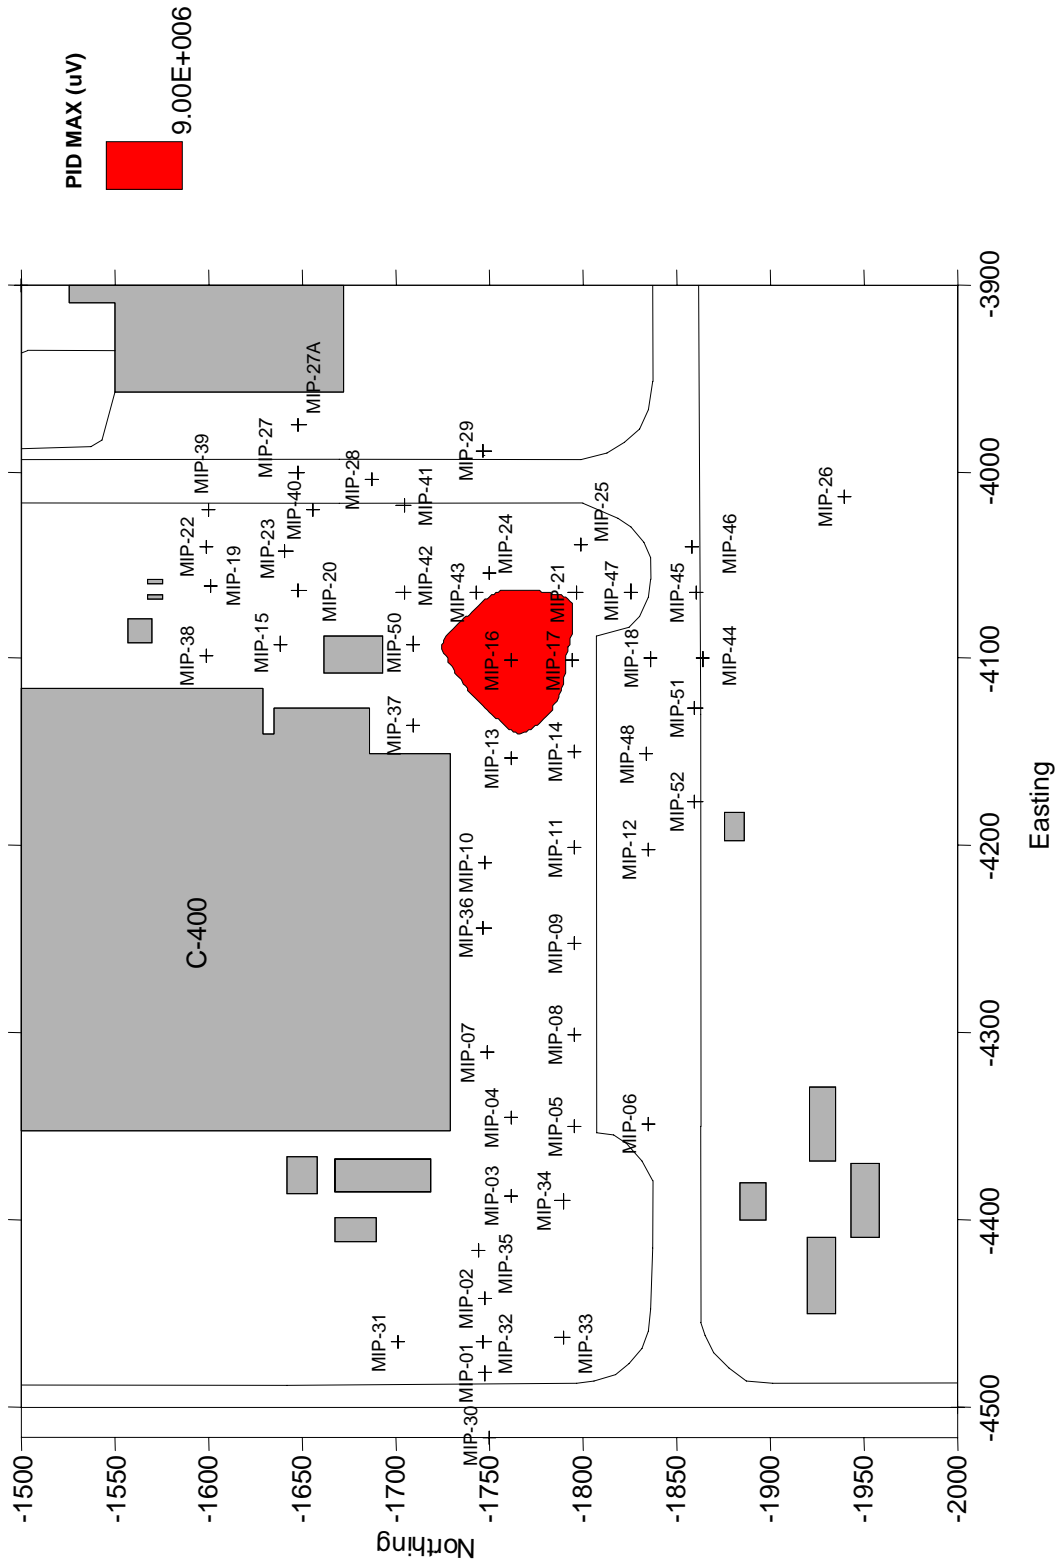 PID MAX (uV)
9.00E+006
Northing
-1500
-1550
-1600
-1650
-1700
-1750
-1800
-1850
-1900
-1950
-2000
Easting
-4500
-4400
-4300
-4200
-4100
-4000
-3900
C-400
MIP-30
MIP-01
MIP-31
MIP-32
MIP-33
MIP-02
MIP-35
MIP-03
MIP-34
MIP-04
MIP-05
MIP-06
MIP-07
MIP-08
MIP-36
MIP-09
MIP-10
MIP-11
MIP-12
MIP-52
MIP-13
MIP-14
MIP-48
MIP-51
MIP-37
MIP-38
MIP-15
MIP-50
MIP-16
MIP-17
MIP-18
MIP-44
MIP-22
MIP-19
MIP-23
MIP-20
MIP-42
MIP-43
MIP-24
MIP-21
MIP-25
MIP-47
MIP-45
MIP-46
MIP-39
MIP-40
MIP-27
MIP-28
MIP-41
MIP-29
MIP-27A
MIP-26